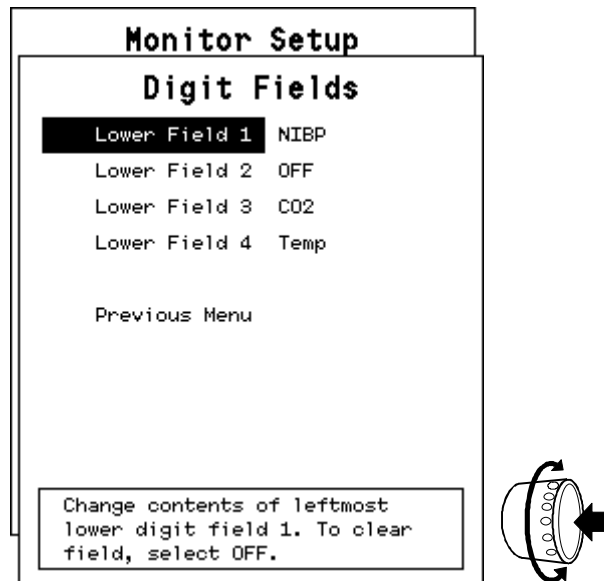 Monitor Setup
Digit Fields
Lower Field 1 NIBP
Lower Field 2 OFF
Lower Field 3 CO2
Lower Field 4 Temp
Previous Menu
Change contents of leftmost
lower digit field 1. To clear
field, select OFF.